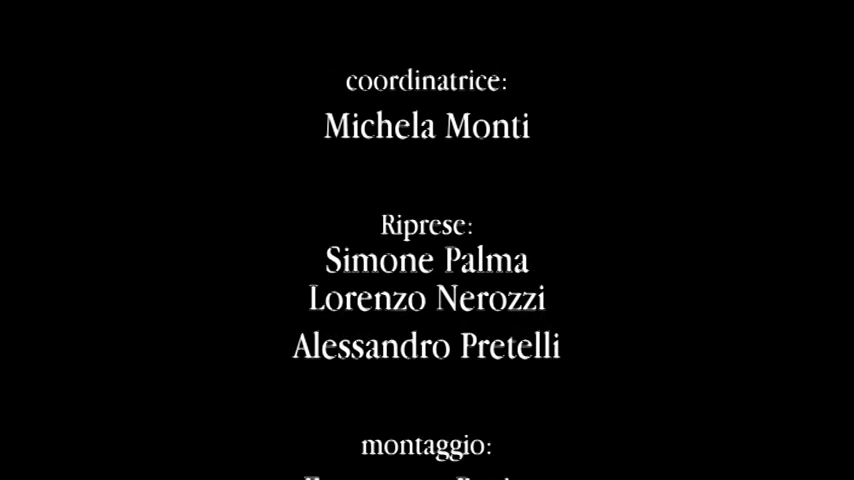 coordinatrice:
Michela Monti
Riprese:
Simone Palma
Lorenzo Nerozzi
Alessandro Pretelli
montaggio: